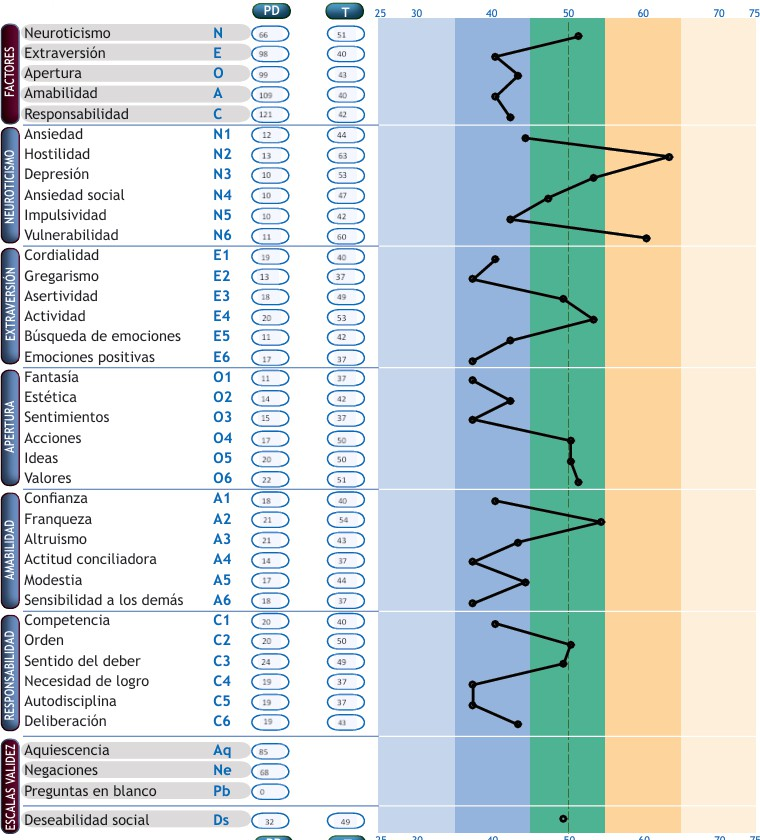 PD T 25 30 40 50 60 70 75
FACTORES
Neuroticismo N 66 51
Extraversión E 98 40
Apertura O 99 43
Amabilidad A 109 40
Responsabilidad C 121 42
NEUROTICISMO
Ansiedad N1 12 44
Hostilidad N2 13 63
Depresión N3 10 53
Ansiedad social N4 10 47
Impulsividad N5 10 42
Vulnerabilidad N6 11 60
EXTRAVERSIÓN
Cordialidad E1 19 40
Gregarismo E2 13 37
Asertividad E3 18 49
Actividad E4 20 53
Búsqueda de emociones E5 11 42
Emociones positivas E6 17 37
APERTURA
Fantasía O1 11 37
Estética O2 14 42
Sentimientos O3 15 37
Acciones O4 17 50
Ideas O5 20 50
Valores O6 22 51
AMABILIDAD
Confianza A1 18 40
Franqueza A2 21 54
Altruismo A3 21 43
Actitud conciliadora A4 14 37
Modestia A5 17 44
Sensibilidad a los demás A6 18 37
RESPONSABILIDAD
Competencia C1 20 40
Orden C2 20 50
Sentido del deber C3 24 49
Necesidad de logro C4 19 37
Autodisciplina C5 19 37
Deliberación C6 19 43
ESCALAS VALIDEZ
Aquiescencia Aq 85
Negaciones Ne 68
Preguntas en blanco Pb 0
Deseabilidad social Ds 32 49
25 30 40 50 60 70 75